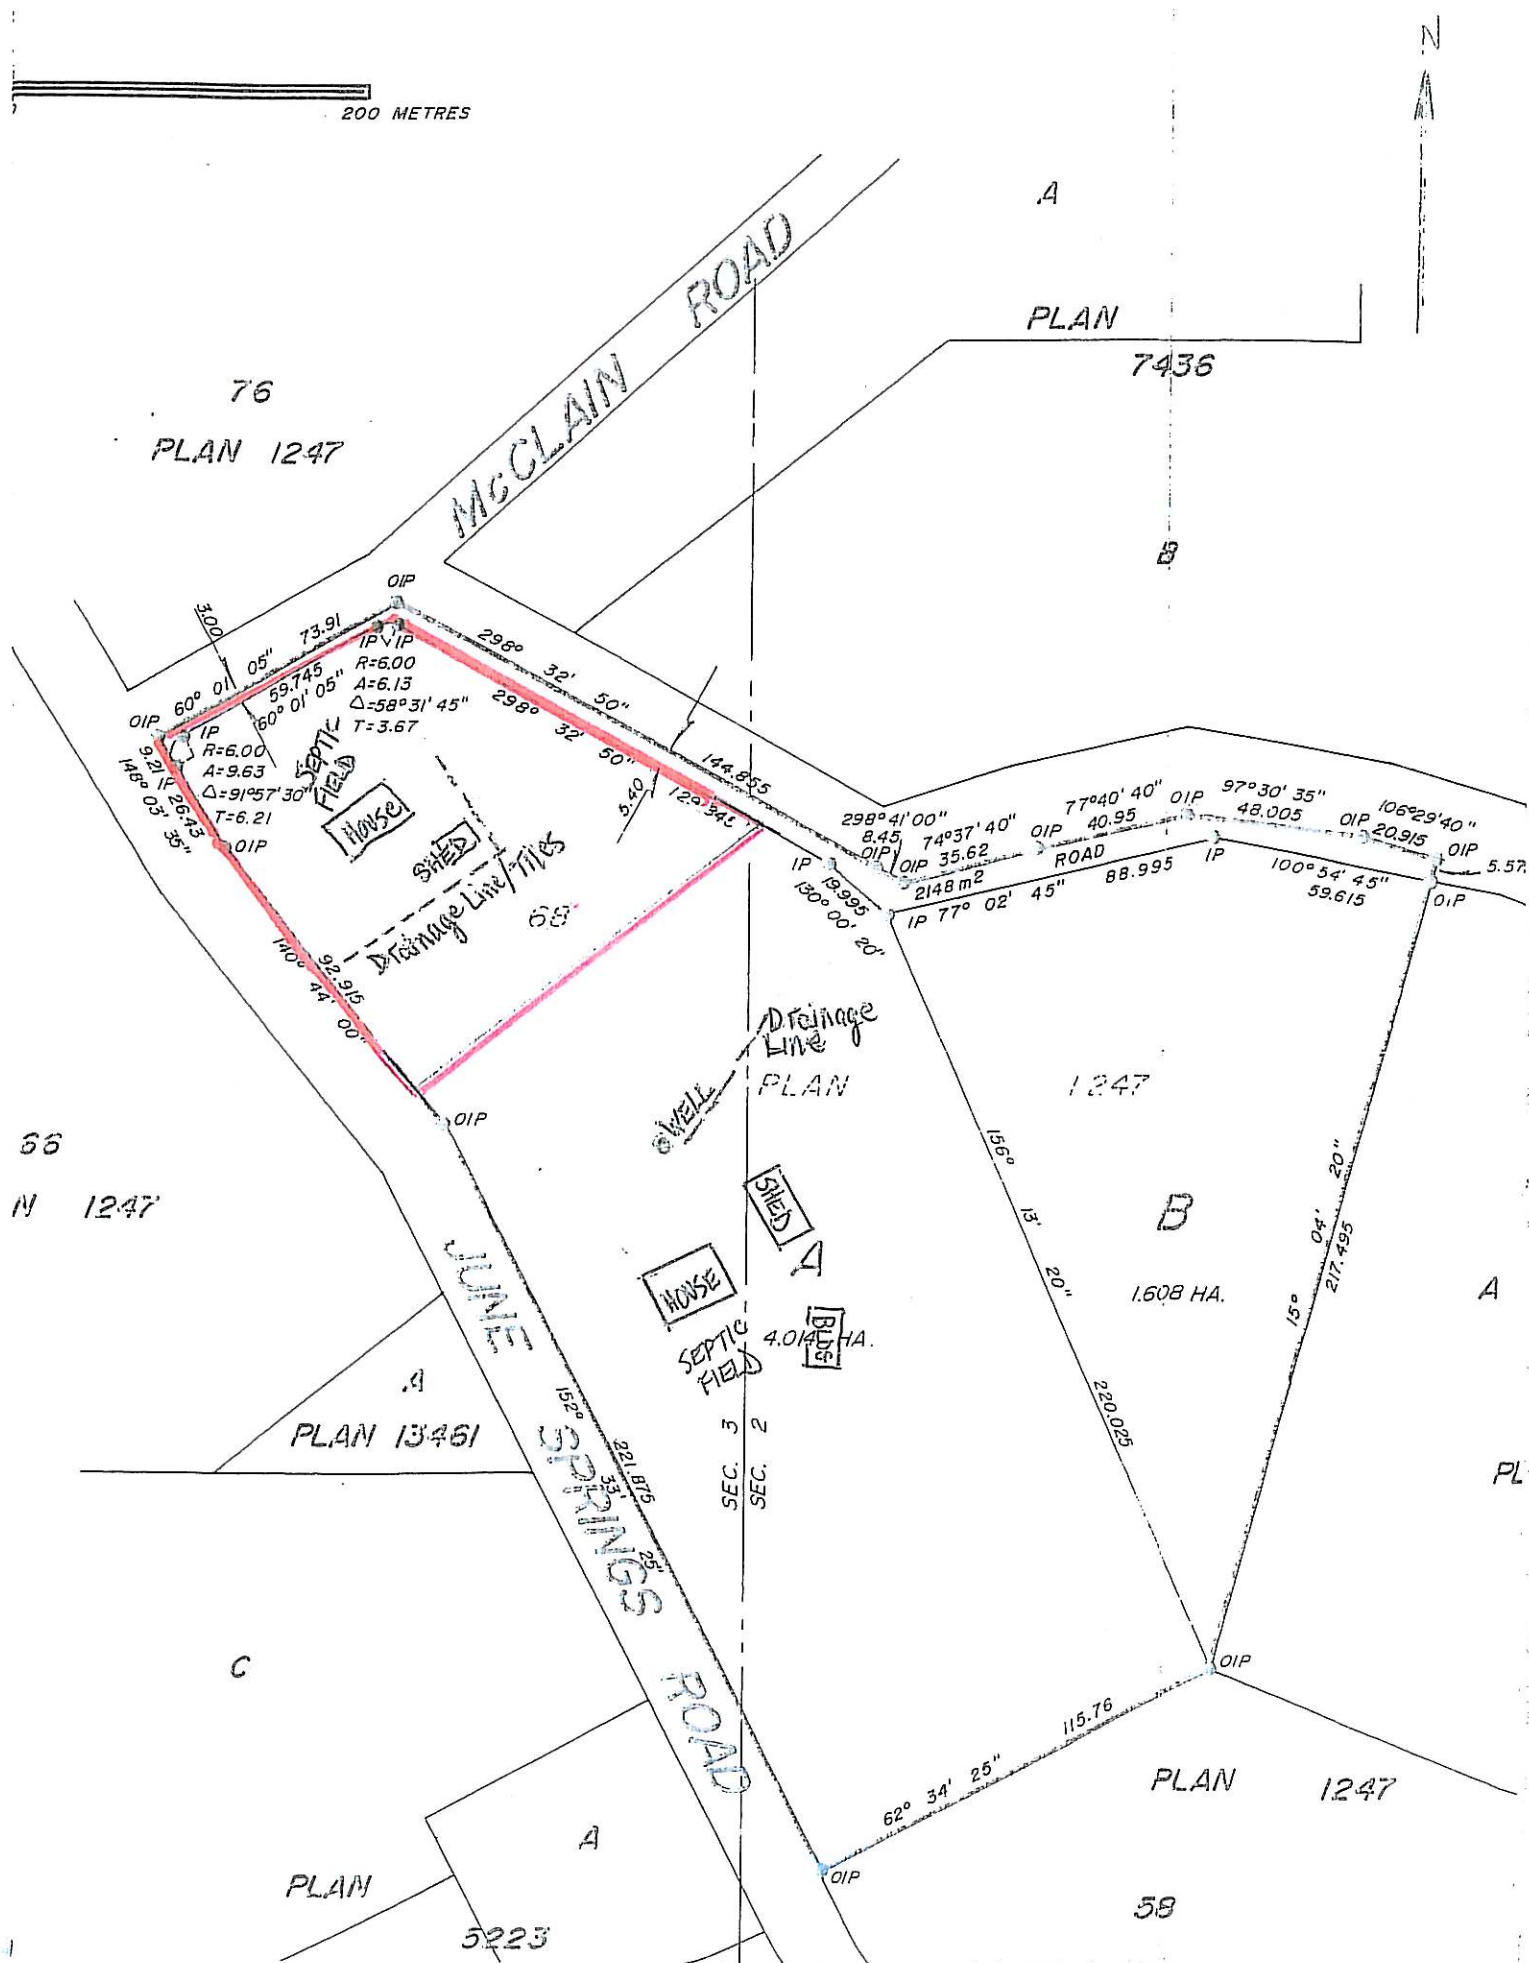 N
200 METRES
A
McCLAIN ROAD
PLAN
7436
76
PLAN 1247
B
OIP
3.00
73.91
60° 01' 05"
59.745
60° 01' 05"
IP IP
R=6.00
A=6.13
Δ=58°31'45"
T=3.67
298° 32' 50"
298° 32' 50"
144.855
5.40
OIP
IP
R=6.00
A=9.63
Δ=91°57'30"
T=6.21
9.21
IP
148° 03' 35"
26.43
OIP
SEPTIC
FIELD
HOUSE
SHED
Drainage Line/Tiles
68
92.915
140° 44' 00"
298°41'00"
8.45
OIP
OIP
74°37'40"
35.62
OIP
77°40'40"
40.95
OIP
97°30'35"
48.005
OIP
106°29'40"
20.915
OIP
5.57
IP
19.995
130° 00' 20"
2148 m2
ROAD
IP
77° 02' 45"
88.995
IP
100°54'45"
59.615
OIP
Drainage
Line
PLAN
1247
WELL
OIP
66
N 1247
SHED
A
HOUSE
4.014 HA.
BLDG
SEPTIC
FIELD
156° 13' 20"
220.025
B
1.608 HA.
15° 04' 20"
217.495
A
JUNE SPRINGS ROAD
A
PLAN 13461
152° 33' 25"
221.875
SEC. 3
SEC. 2
PL
C
OIP
115.76
62° 34' 25"
PLAN
1247
OIP
A
PLAN
5223
58